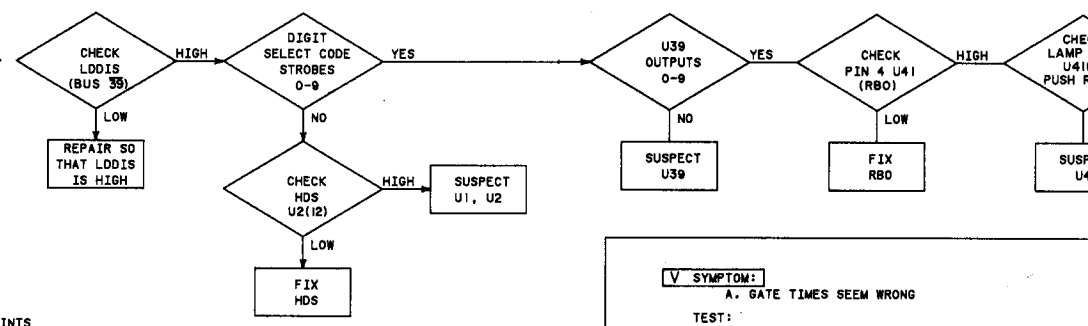 CHECK
LDDIS
(BUS 39)
HIGH
LOW
REPAIR SO
THAT LDDIS
IS HIGH
DIGIT
SELECT CODE
STROBES
0-9
YES
NO
CHECK
HDS
U2(12)
HIGH
SUSPECT
U1, U2
LOW
FIX
HDS
U39
OUTPUTS
0-9
YES
NO
SUSPECT
U39
CHECK
PIN 4 U41
(RBO)
HIGH
LOW
FIX
RBO
LAMP
PUSH
V SYMPTOM:
A. GATE TIMES SEEM WRONG
TEST: